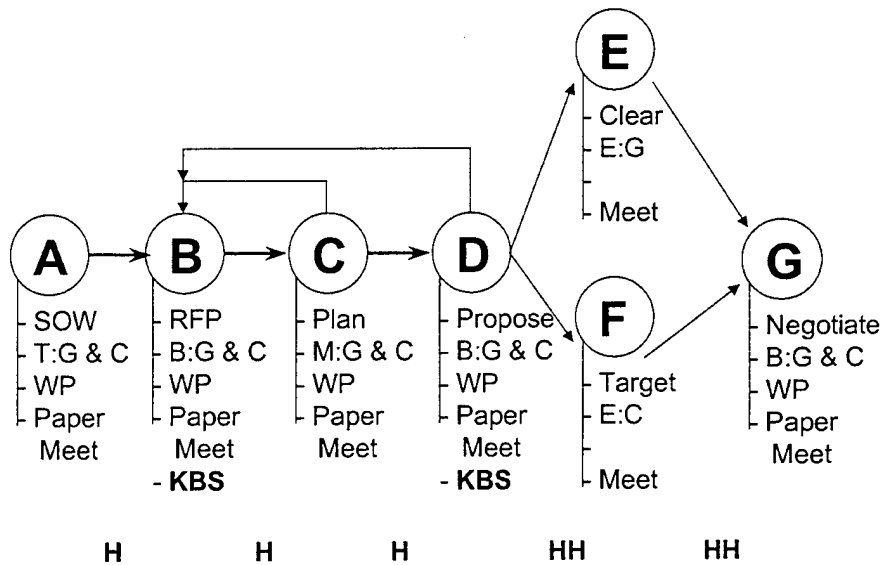 E
- Clear
- E:G
-
- Meet
A
- SOW
- T:G & C
- WP
- Paper
Meet
B
- RFP
- B:G & C
- WP
- Paper
Meet
- KBS
C
- Plan
- M:G & C
- WP
- Paper
Meet
D
- Propose
- B:G & C
- WP
- Paper
Meet
- KBS
F
- Target
- E:C
-
- Meet
G
- Negotiate
- B:G & C
- WP
- Paper
Meet
H H H HH HH